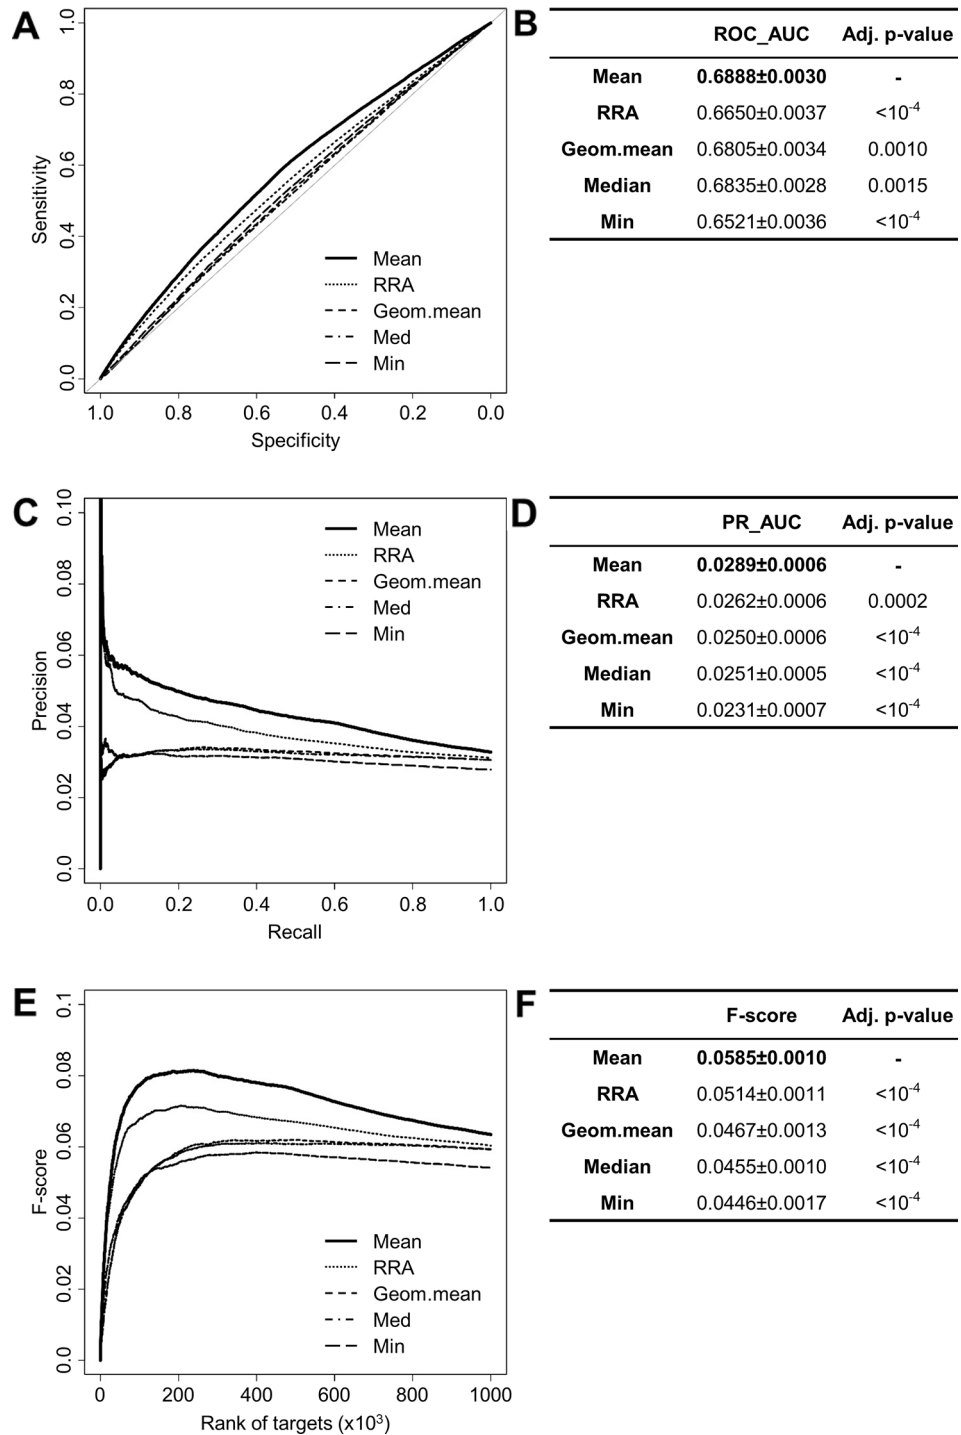 A
1.0
0.8
0.6
0.4
0.2
0.0
Sensitivity
Mean
RRA
Geom.mean
Med
Min
1.0 0.8 0.6 0.4 0.2 0.0
Specificity
B
ROC_AUC Adj. p-value
Mean 0.6888±0.0030 -
RRA 0.6650±0.0037 <10⁻⁴
Geom.mean 0.6805±0.0034 0.0010
Median 0.6835±0.0028 0.0015
Min 0.6521±0.0036 <10⁻⁴
C
0.10
0.08
0.06
0.04
0.02
0.0
Precision
Mean
RRA
Geom.mean
Med
Min
0.0 0.2 0.4 0.6 0.8 1.0
Recall
D
PR_AUC Adj. p-value
Mean 0.0289±0.0006 -
RRA 0.0262±0.0006 0.0002
Geom.mean 0.0250±0.0006 <10⁻⁴
Median 0.0251±0.0005 <10⁻⁴
Min 0.0231±0.0007 <10⁻⁴
E
0.1
0.08
0.06
0.04
0.02
0.0
F-score
Mean
RRA
Geom.mean
Med
Min
0 200 400 600 800 1000
Rank of targets (x10³)
F
F-score Adj. p-value
Mean 0.0585±0.0010 -
RRA 0.0514±0.0011 <10⁻⁴
Geom.mean 0.0467±0.0013 <10⁻⁴
Median 0.0455±0.0010 <10⁻⁴
Min 0.0446±0.0017 <10⁻⁴